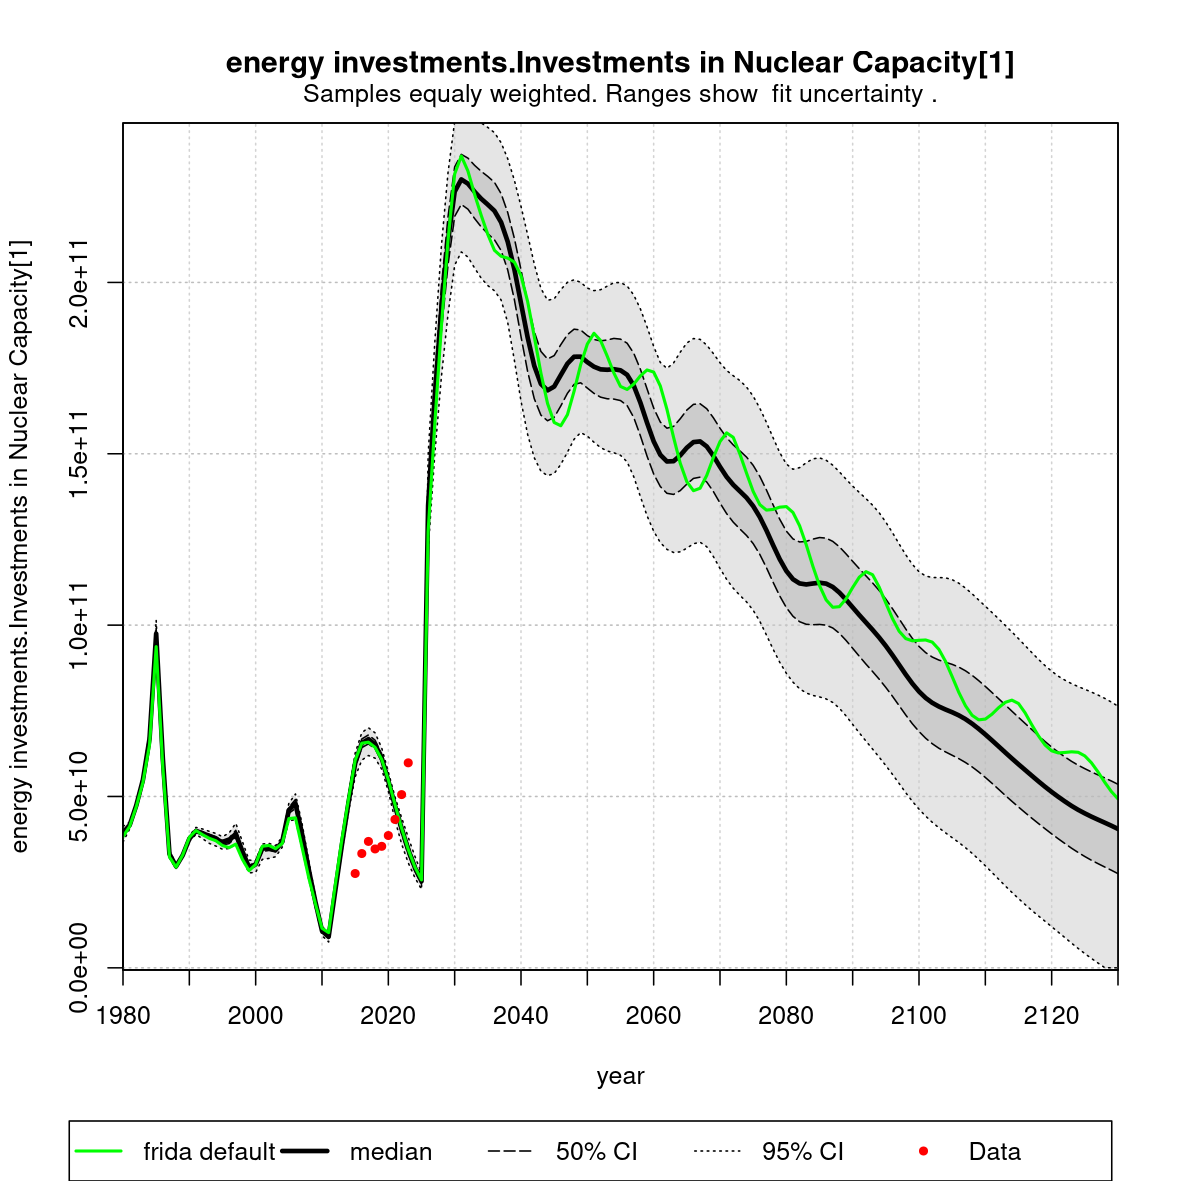 energy investments.Investments in Nuclear Capacity[1]
Samples equaly weighted. Ranges show  fit uncertainty .
energy investments.Investments in Nuclear Capacity[1]
2.0e+11
1.5e+11
1.0e+11
5.0e+10
0.0e+00
1980 2000 2020 2040 2060 2080 2100 2120
year
frida default median 50% CI 95% CI Data